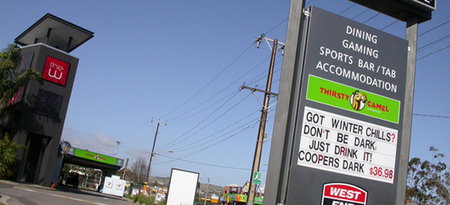 the
W
DINING
GAMING
SPORTS BAR/TAB
ACCOMMODATION
THIRSTY CAMEL
GOT WINTER CHILLS?
DON'T BE DARK,
JUST DRINK IT!
COOPERS DARK $36.98
WEST
END